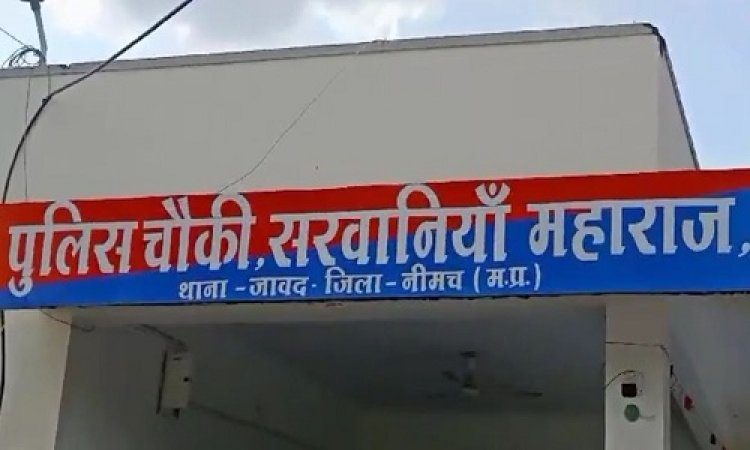 पुलिस चौकी, सरवानियाँ महाराज,
थाना - जावद - जिला - नीमच (म.प्र.)